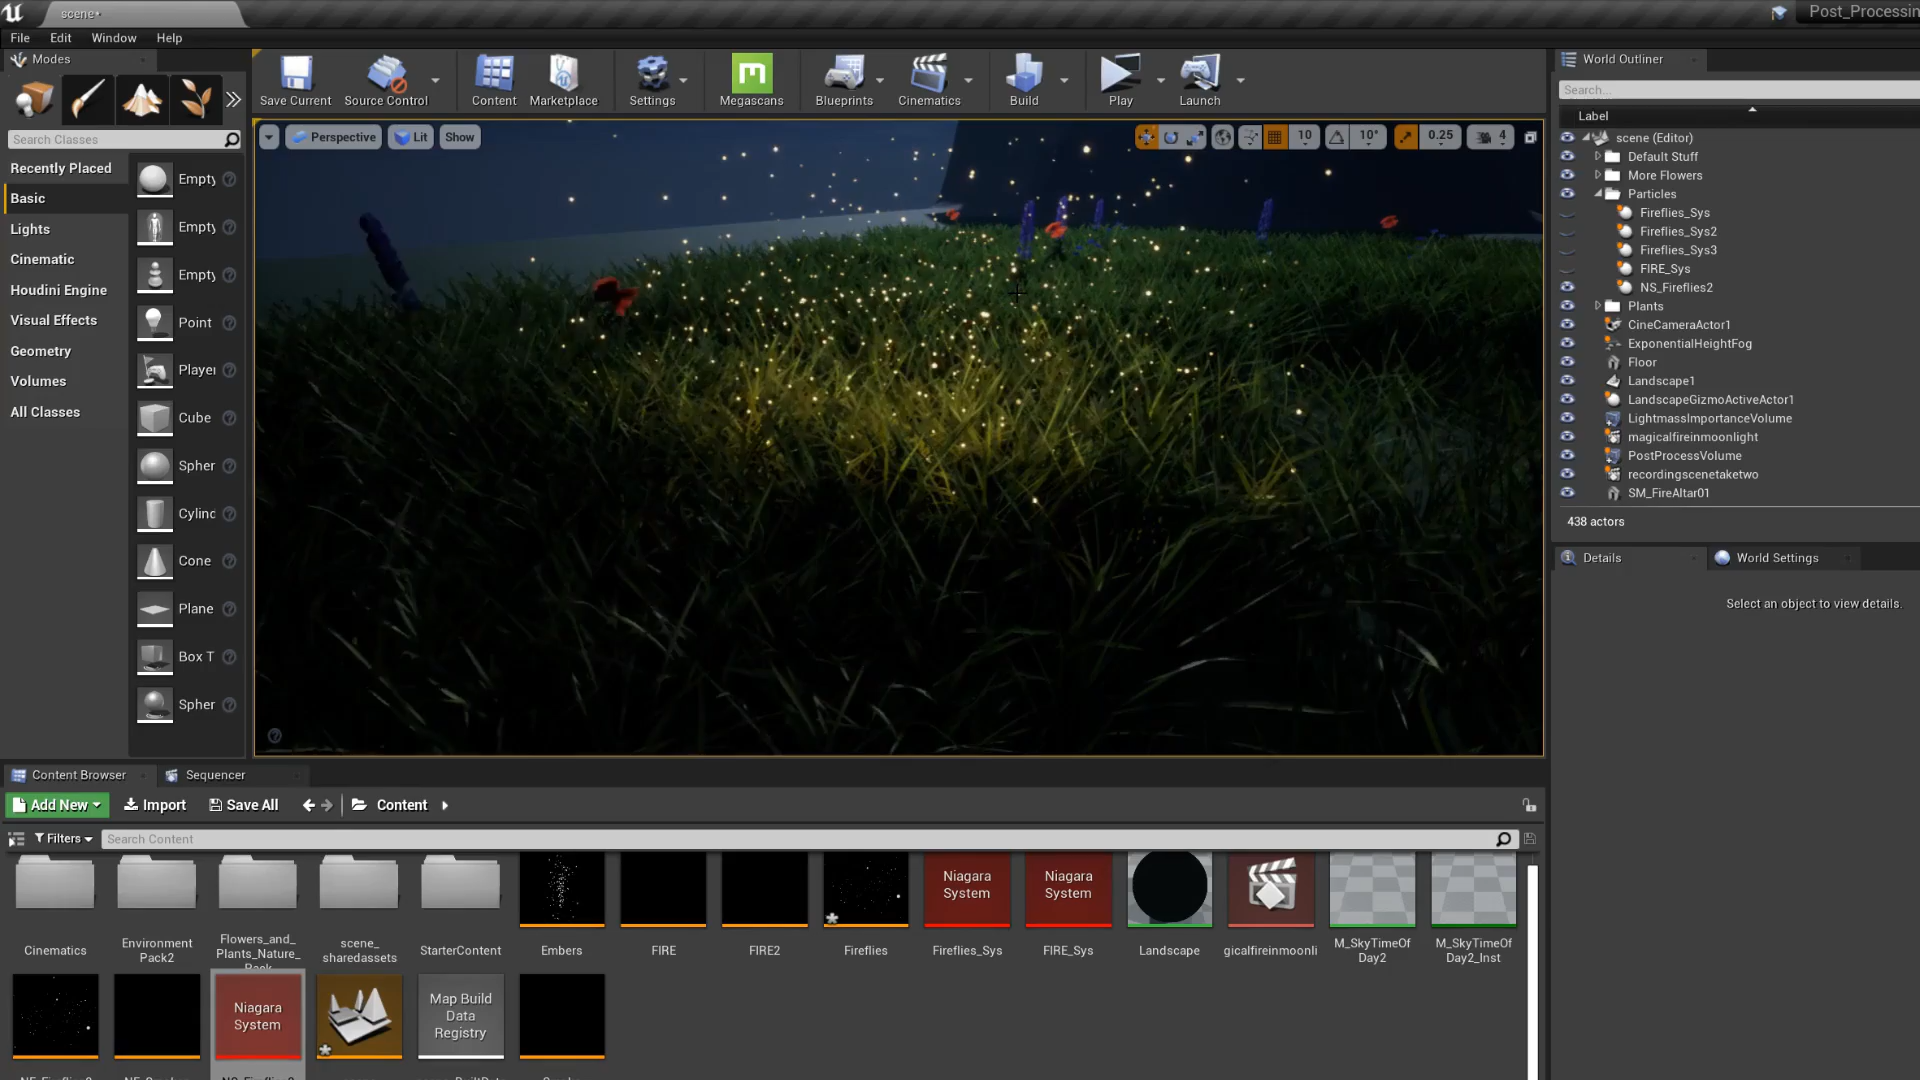 scene•
Post_Processin
File Edit Window Help
Modes
Save Current
Source Control
Content
Marketplace
Settings
Megascans
Blueprints
Cinematics
Build
Play
Launch
World Outliner
Search...
Label
Search Classes
Perspective
Lit
Show
10
10°
0.25
4
Recently Placed
Basic
Lights
Cinematic
Houdini Engine
Visual Effects
Geometry
Volumes
All Classes
Empty
Empty
Empty
Point
Player
Cube
Spher
Cylinc
Cone
Plane
Box T
Spher
scene (Editor)
Default Stuff
More Flowers
Particles
Fireflies_Sys
Fireflies_Sys2
Fireflies_Sys3
FIRE_Sys
NS_Fireflies2
Plants
CineCameraActor1
ExponentialHeightFog
Floor
Landscape1
LandscapeGizmoActiveActor1
LightmassImportanceVolume
magicalfireinmoonlight
PostProcessVolume
recordingscenetaketwo
SM_FireAltar01
438 actors
Details
World Settings
Select an object to view details.
Content Browser
Sequencer
Add New
Import
Save All
Content
Filters
Search Content
Cinematics
Environment
Pack2
Flowers_and_
Plants_Nature_
scene_
sharedassets
StarterContent
Embers
FIRE
FIRE2
Fireflies
Niagara
System
Fireflies_Sys
Niagara
System
FIRE_Sys
Landscape
gicalfireinmoonli
M_SkyTimeOf
Day2
M_SkyTimeOf
Day2_Inst
Niagara
System
Map Build
Data
Registry